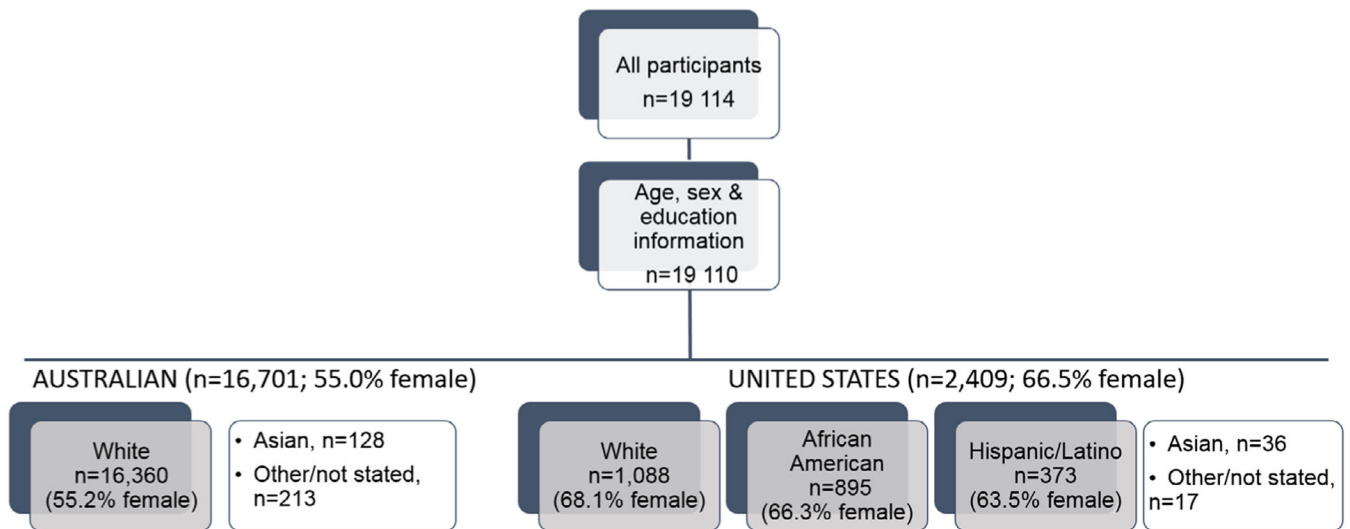 All participants
n=19 114
Age, sex &
education
information
n=19 110
AUSTRALIAN (n=16,701; 55.0% female)
White
n=16,360
(55.2% female)
• Asian, n=128
• Other/not stated,
n=213
UNITED STATES (n=2,409; 66.5% female)
White
n=1,088
(68.1% female)
African
American
n=895
(66.3% female)
Hispanic/Latino
n=373
(63.5% female)
• Asian, n=36
• Other/not stated,
n=17